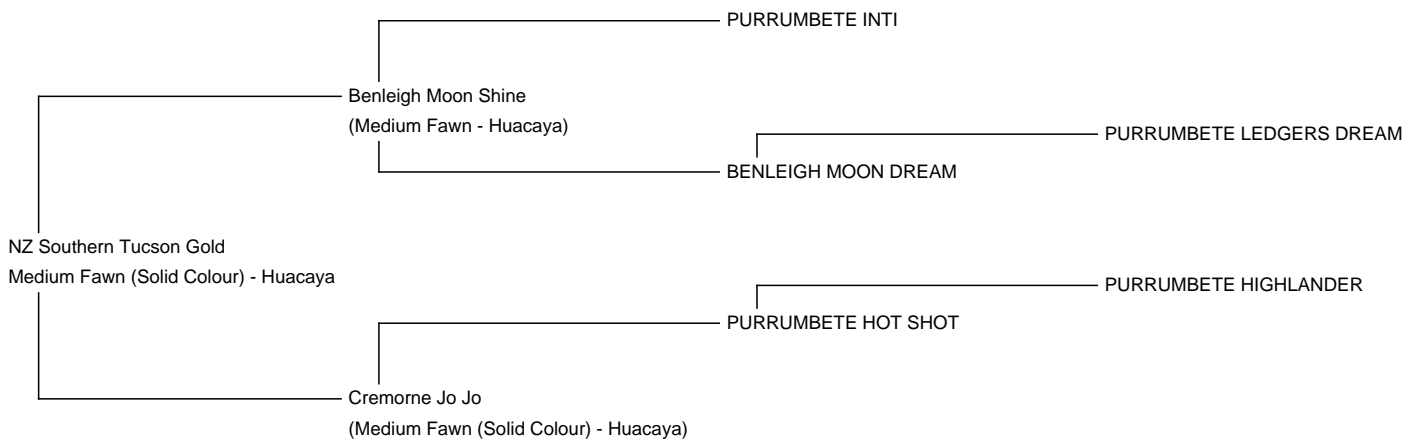 PURRUMBETE INTI
Benleigh Moon Shine
(Medium Fawn - Huacaya)
PURRUMBETE LEDGERS DREAM
BENLEIGH MOON DREAM
NZ Southern Tucson Gold
Medium Fawn (Solid Colour) - Huacaya
PURRUMBETE HIGHLANDER
PURRUMBETE HOT SHOT
Cremorne Jo Jo
(Medium Fawn (Solid Colour) - Huacaya)